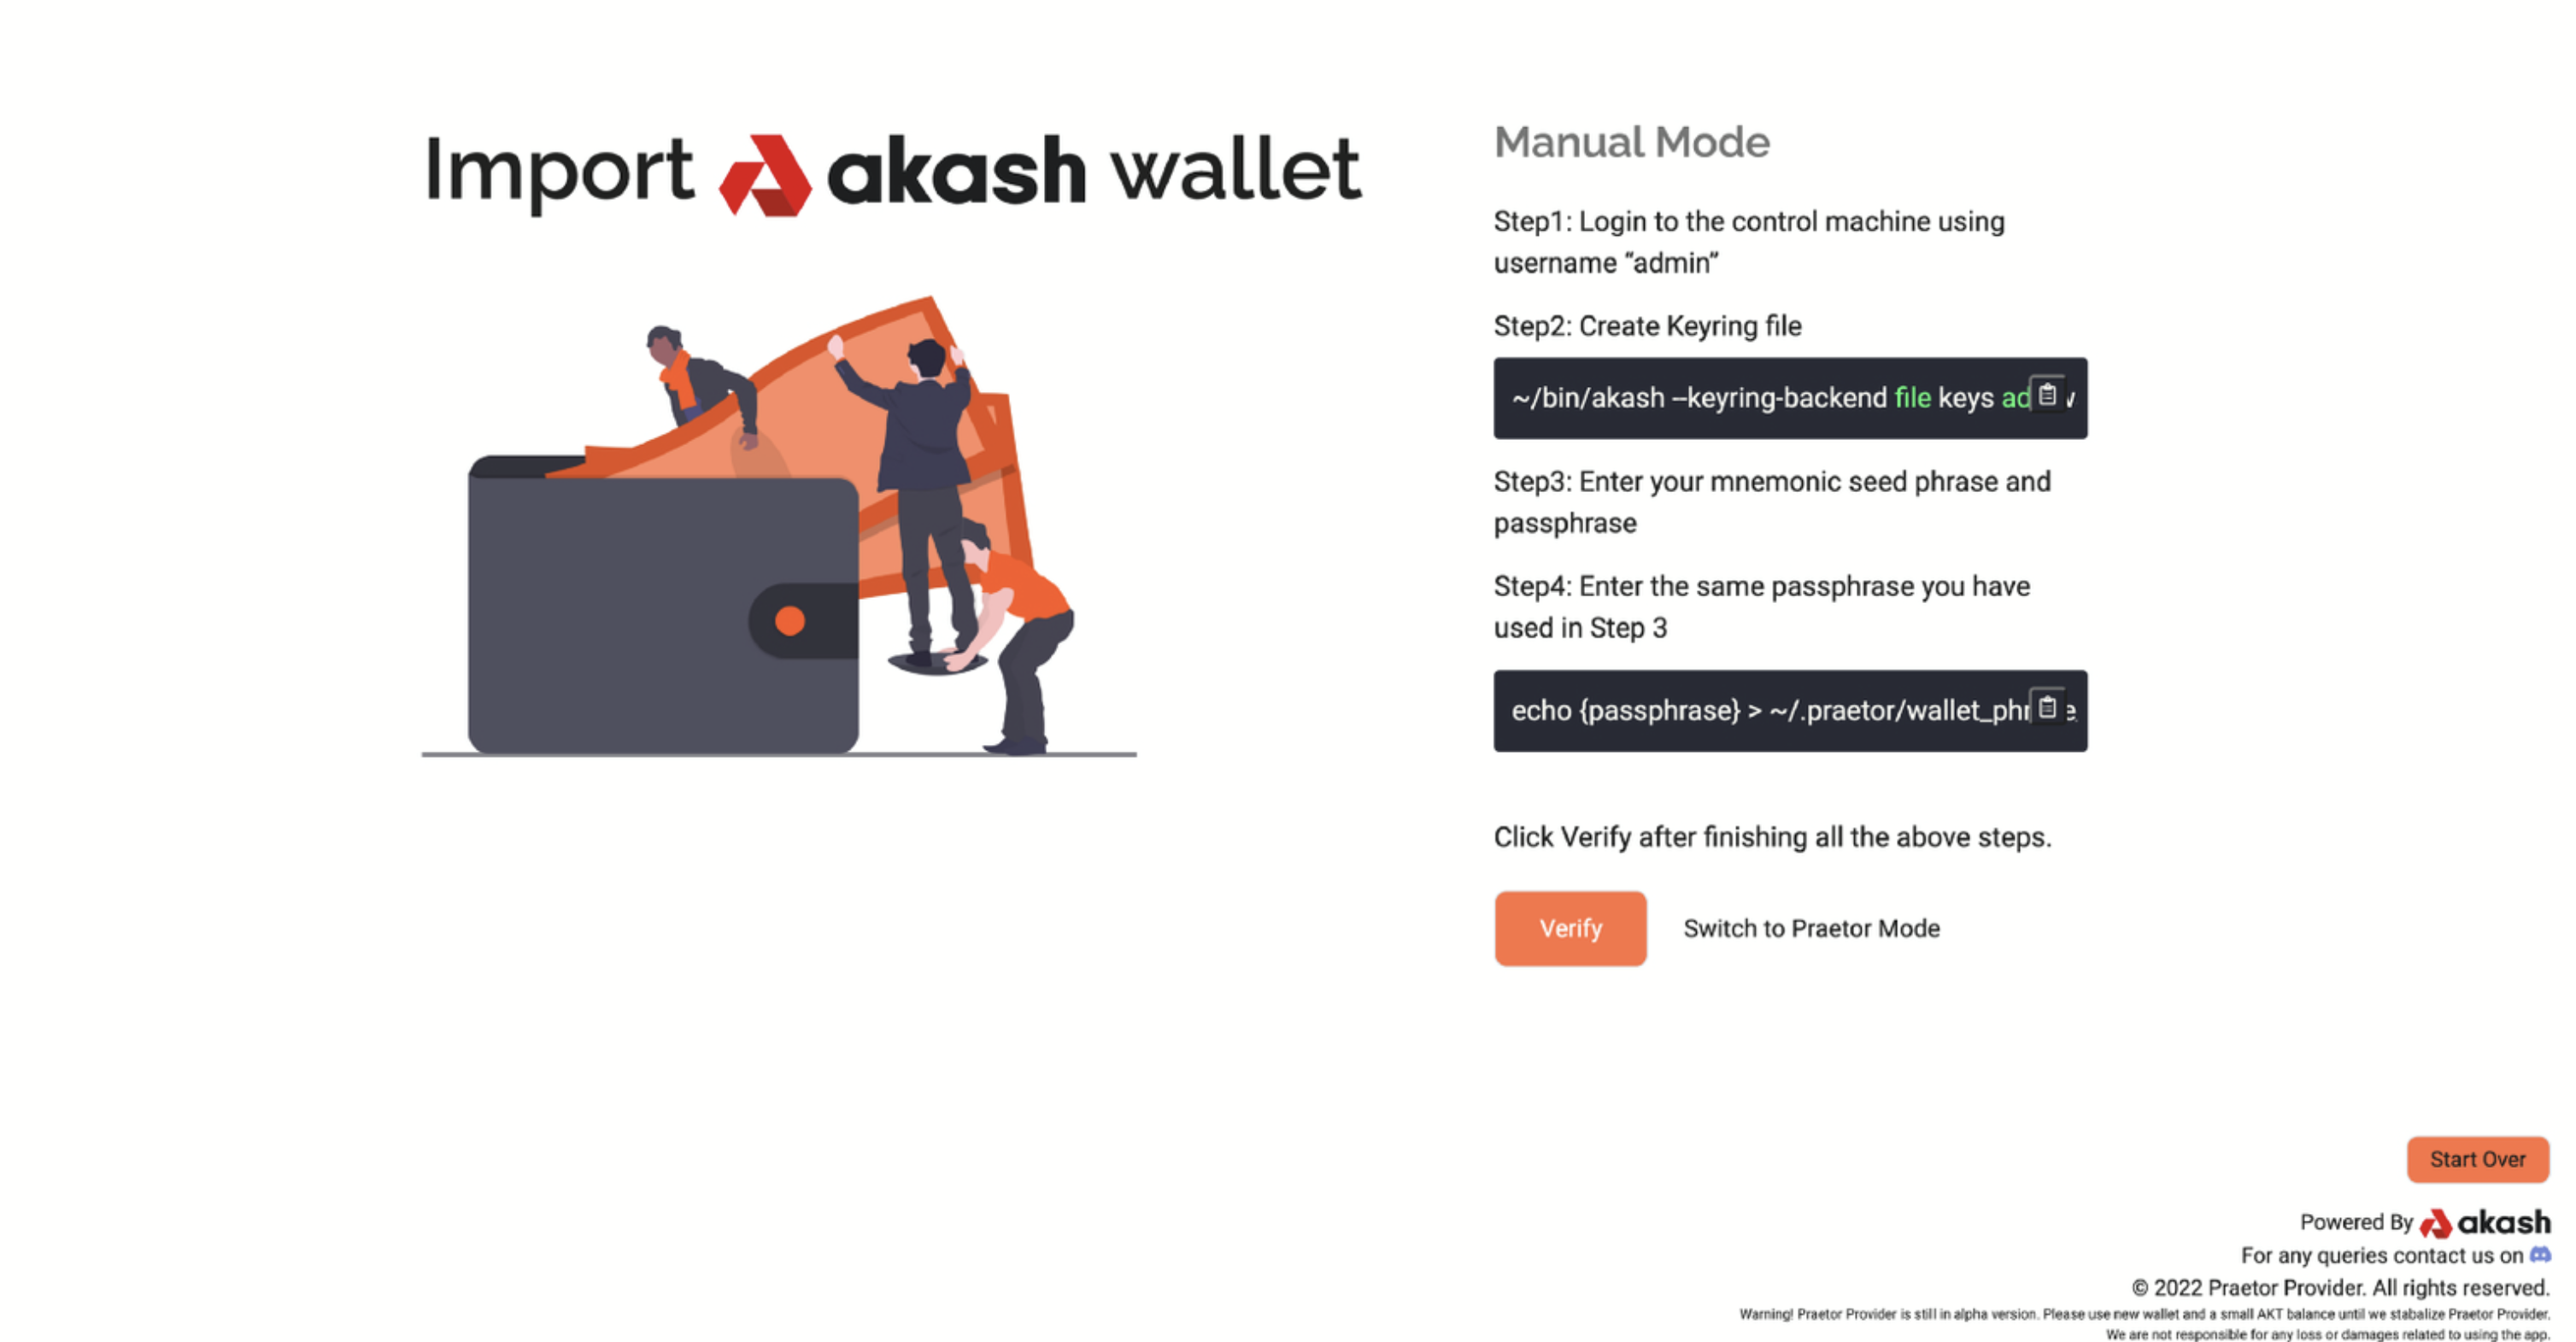 Import akash wallet
Manual Mode
Step1: Login to the control machine using
username “admin”
Step2: Create Keyring file
~/bin/akash –keyring-backend file keys
Step3: Enter your mnemonic seed phrase and
passphrase
Step4: Enter the same passphrase you have
used in Step 3
echo {passphrase} >
Click Verify after finishing all the above steps.
Verify
Switch to Praetor Mode
Start Over
Powered By akash
For any queries contact us on
© 2022 Praetor Provider. All rights reserved.
Warning! Praetor Provider is still in alpha version. Please use new wallet and a small AKT balance until we stabalize Praetor Provider.
We are not responsible for any loss or damages related to using the app.